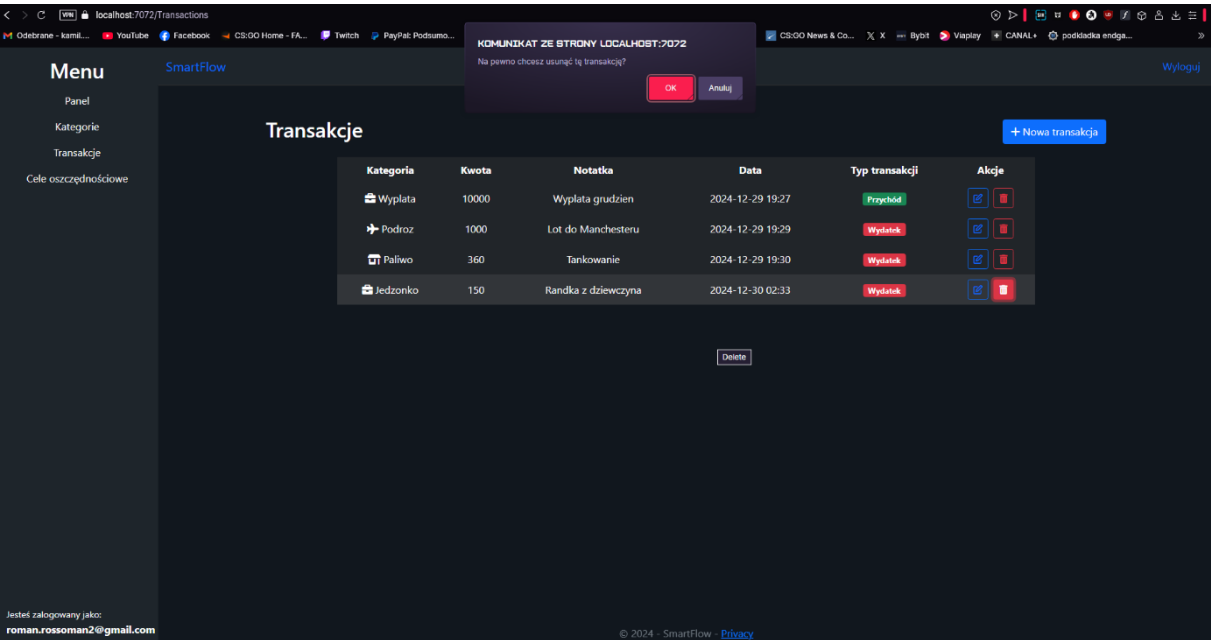 VPN localhost:7072/Transactions
Odebrane - kamil.... YouTube Facebook CS:GO Home - FA... Twitch PayPal: Podsumo... CS:GO News & Co... X Bybit Viaplay CANAL+ podkladka endga...
KOMUNIKAT ZE STRONY LOCALHOST:7072
Na pewno chcesz usunąć tę transakcję?
OK Anuluj
Menu
Panel
Kategorie
Transakcje
Cele oszczędnościowe
SmartFlow
Wyloguj
Transakcje
+ Nowa transakcja
Kategoria Kwota Notatka Data Typ transakcji Akcje
Wyplata 10000 Wyplata grudzien 2024-12-29 19:27 Przychód
Podroz 1000 Lot do Manchesteru 2024-12-29 19:29 Wydatek
Paliwo 360 Tankowanie 2024-12-29 19:30 Wydatek
Jedzonko 150 Randka z dziewczyna 2024-12-30 02:33 Wydatek
Delete
Jesteś zalogowany jako:
roman.rossoman2@gmail.com
© 2024 - SmartFlow - Privacy